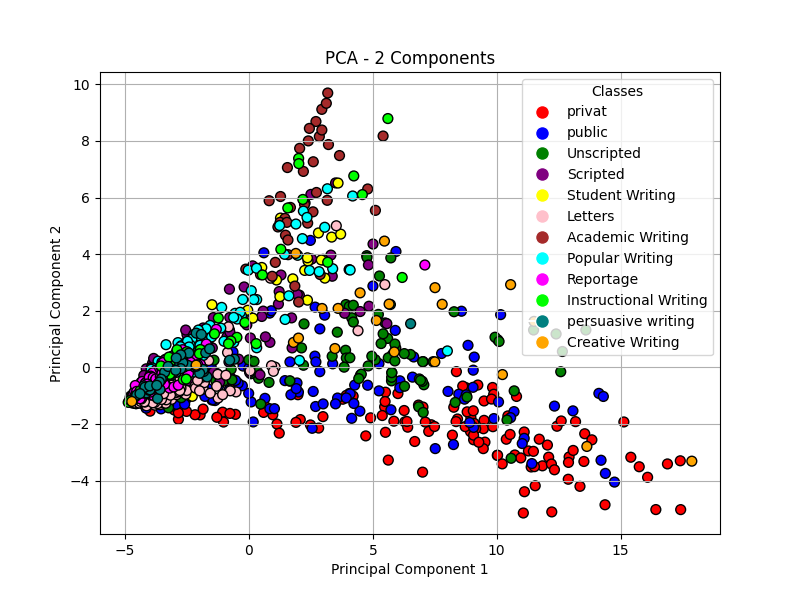 PCA - 2 Components
10
8
6
4
2
0
−2
−4
Principal Component 2
Classes
privat
public
Unscripted
Scripted
Student Writing
Letters
Academic Writing
Popular Writing
Reportage
Instructional Writing
persuasive writing
Creative Writing
−5
0
5
10
15
Principal Component 1